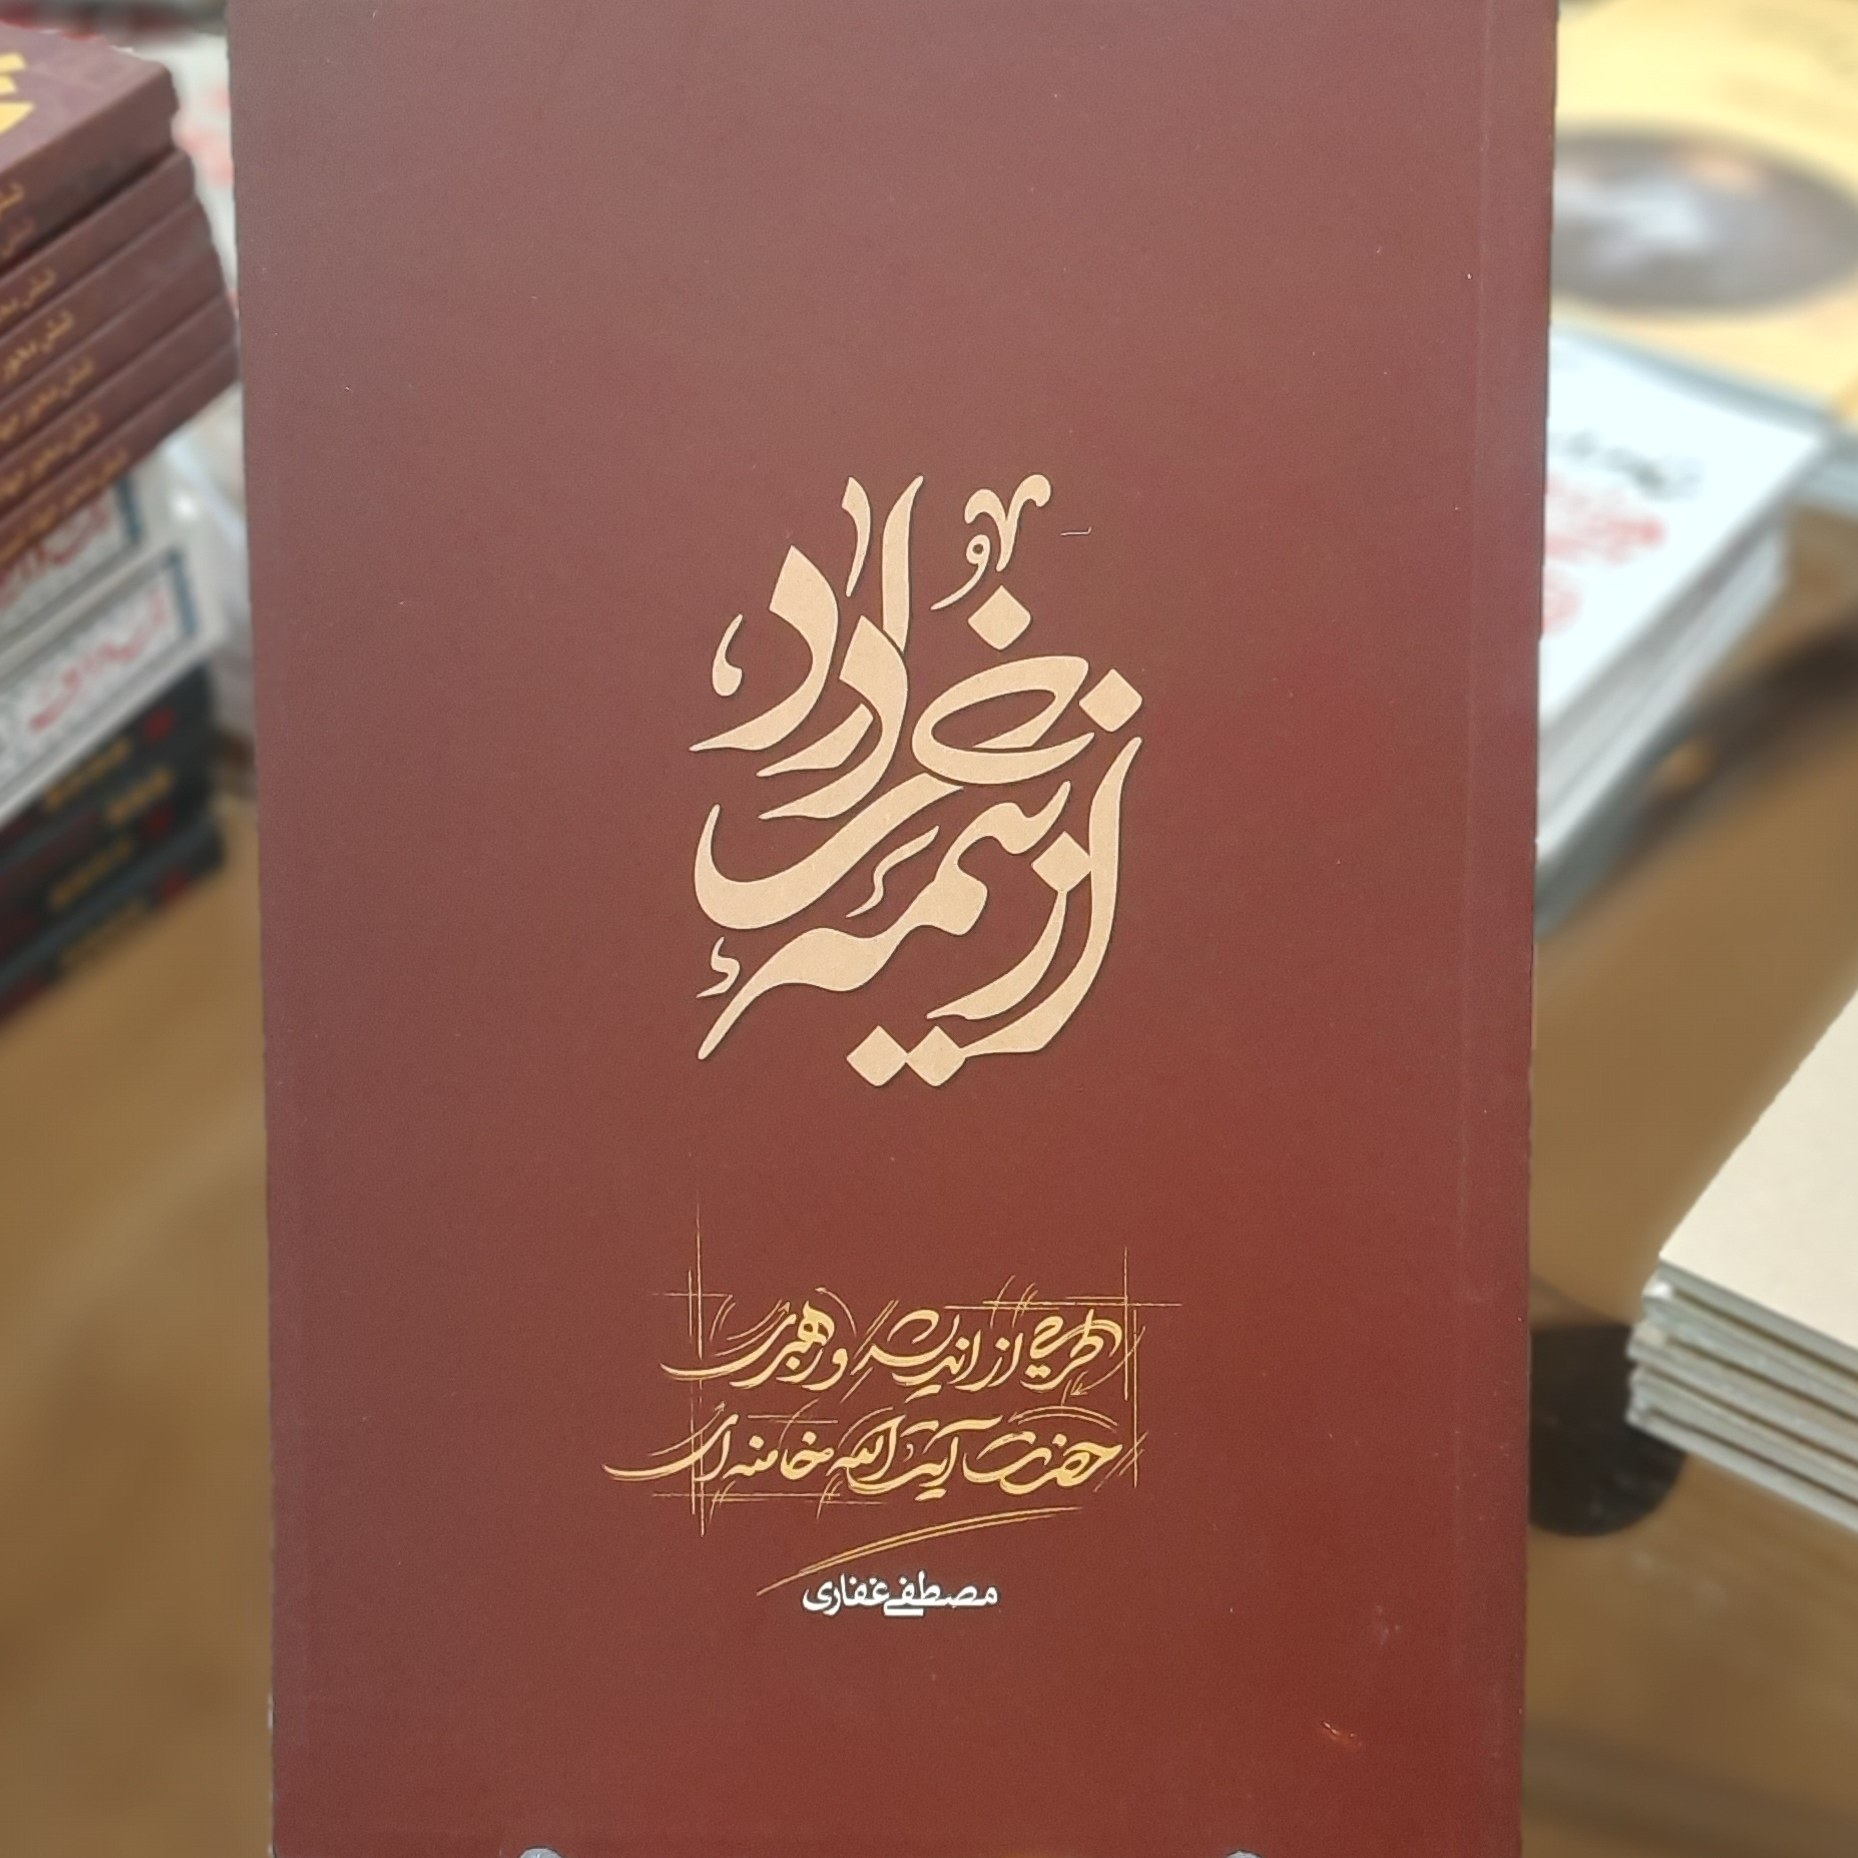 از نیمهٔ خرداد
طرحی از اندیشه و رهبری
حضرت آیت الله خامنه ای
مصطفی غفاری